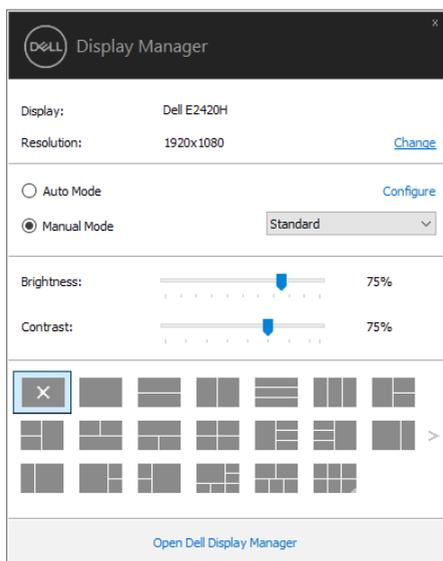 x
DELL Display Manager
Display: Dell E2420H
Resolution: 1920x1080 Change
Auto Mode Configure
Manual Mode Standard
Brightness: 75%
Contrast: 75%
Open Dell Display Manager